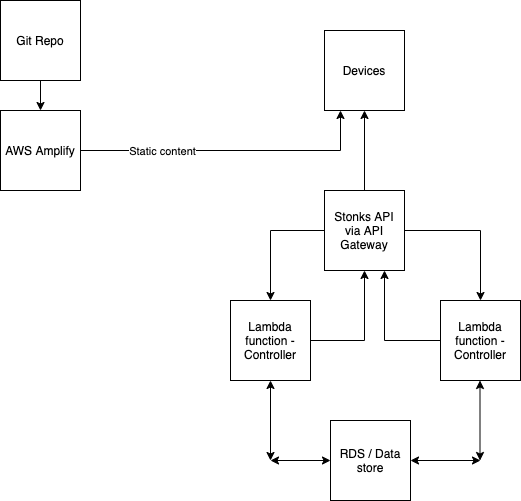 Git Repo
Devices
AWS Amplify
Static content
Stonks API
via API
Gateway
Lambda
function -
Controller
Lambda
function -
Controller
RDS / Data
store